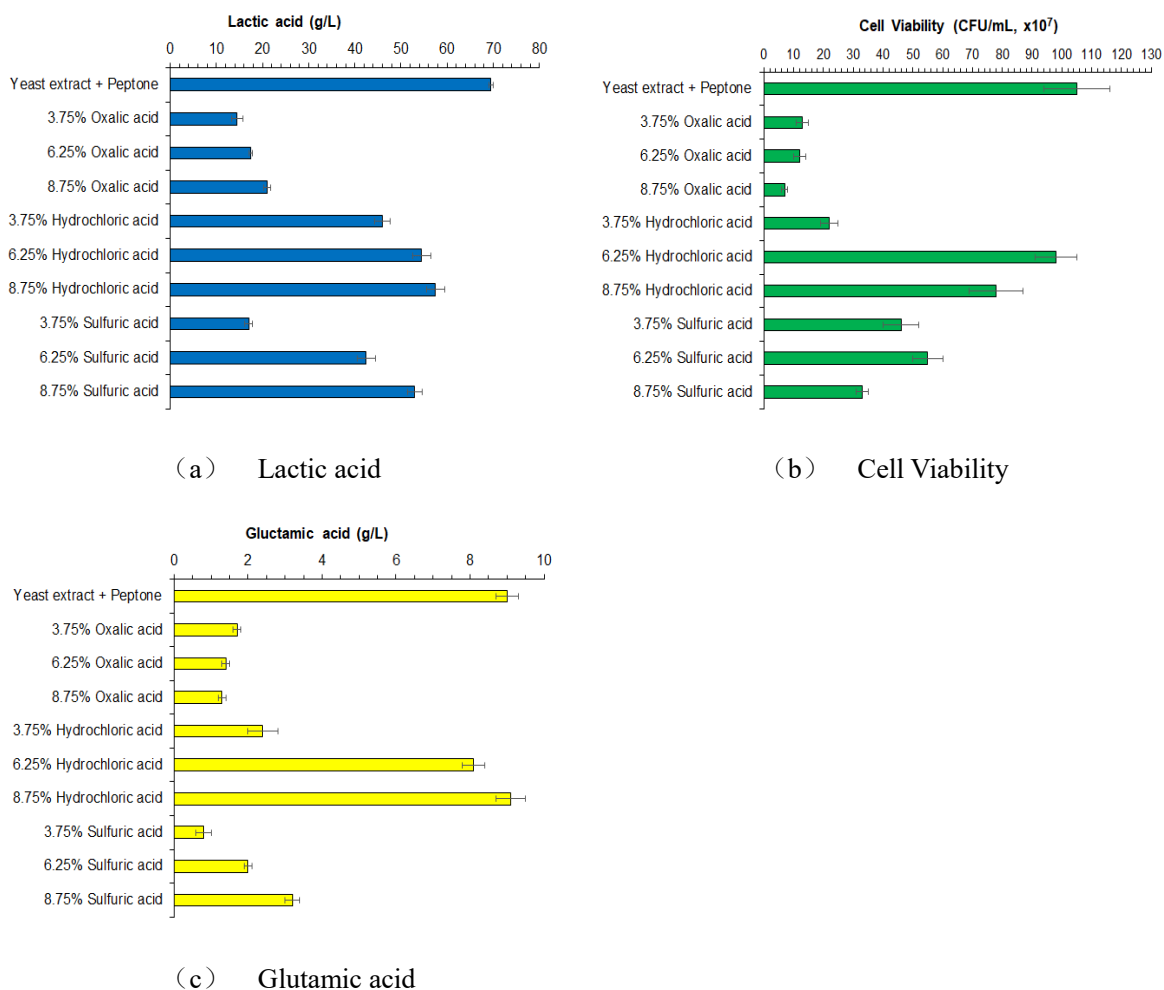 Lactic acid (g/L)
0 10 20 30 40 50 60 70 80
Yeast extract + Peptone
3.75% Oxalic acid
6.25% Oxalic acid
8.75% Oxalic acid
3.75% Hydrochloric acid
6.25% Hydrochloric acid
8.75% Hydrochloric acid
3.75% Sulfuric acid
6.25% Sulfuric acid
8.75% Sulfuric acid
（a） Lactic acid
Cell Viability (CFU/mL, x10⁷)
0 10 20 30 40 50 60 70 80 90 100 110 120 130
Yeast extract + Peptone
3.75% Oxalic acid
6.25% Oxalic acid
8.75% Oxalic acid
3.75% Hydrochloric acid
6.25% Hydrochloric acid
8.75% Hydrochloric acid
3.75% Sulfuric acid
6.25% Sulfuric acid
8.75% Sulfuric acid
（b） Cell Viability
Gluctamic acid (g/L)
0 2 4 6 8 10
Yeast extract + Peptone
3.75% Oxalic acid
6.25% Oxalic acid
8.75% Oxalic acid
3.75% Hydrochloric acid
6.25% Hydrochloric acid
8.75% Hydrochloric acid
3.75% Sulfuric acid
6.25% Sulfuric acid
8.75% Sulfuric acid
（c） Glutamic acid